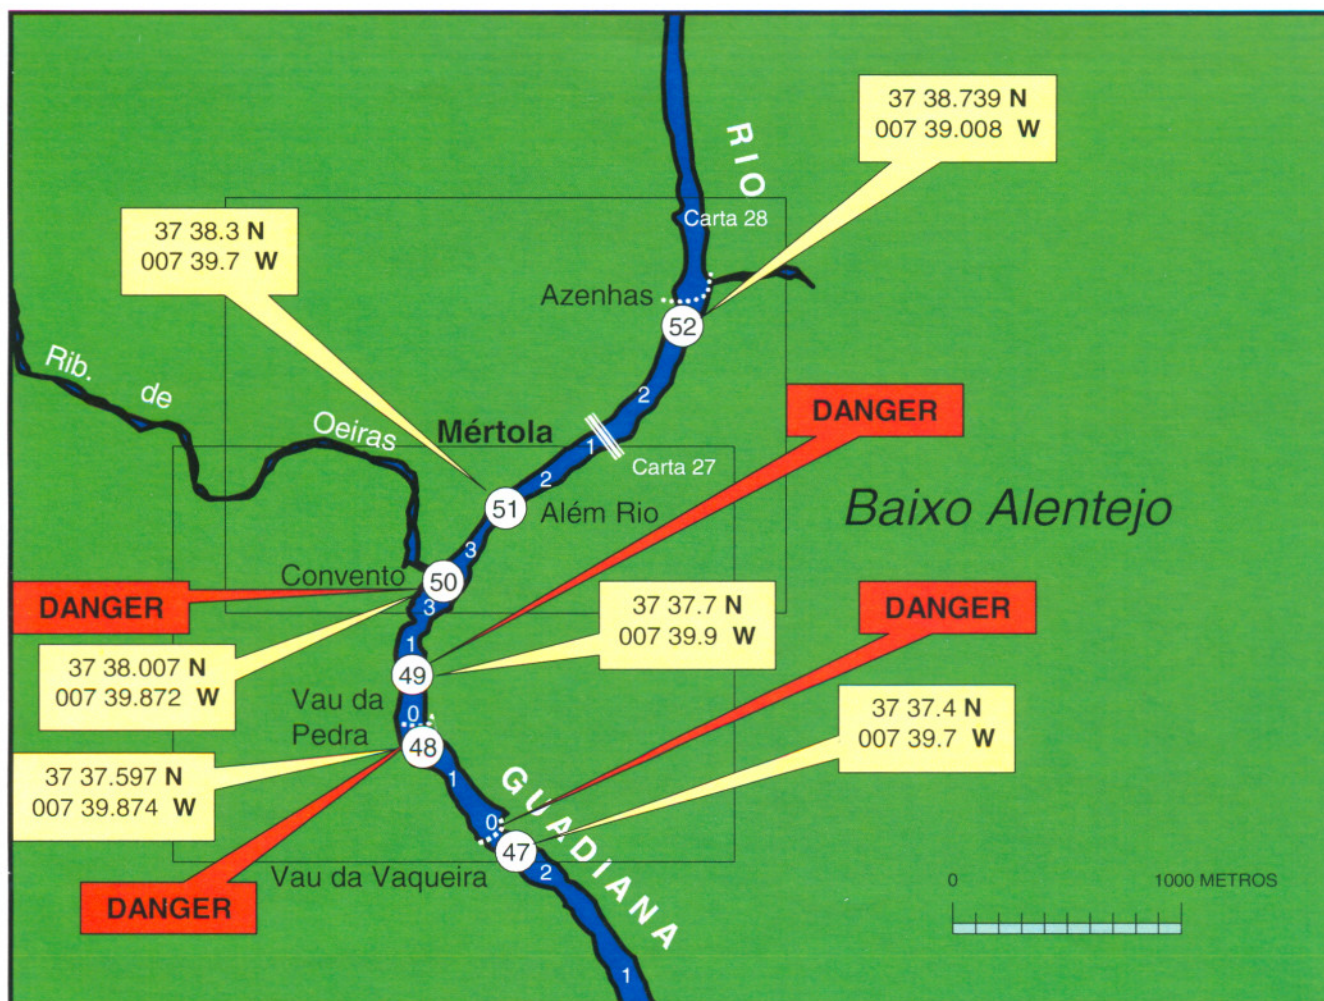 37 38.739 N
007 39.008 W
RIO
Carta 28
37 38.3 N
007 39.7 W
Azenhas
52
Rib. de Oeiras
2
DANGER
Mértola
1
Carta 27
2
51
Além Rio
Baixo Alentejo
3
Convento
50
DANGER
3
37 37.7 N
007 39.9 W
DANGER
1
49
37 38.007 N
007 39.872 W
Vau da
Pedra
0
48
37 37.4 N
007 39.7 W
37 37.597 N
007 39.874 W
1
GUADIANA
0
47
Vau da Vaqueira
2
0 1000 METROS
DANGER
1